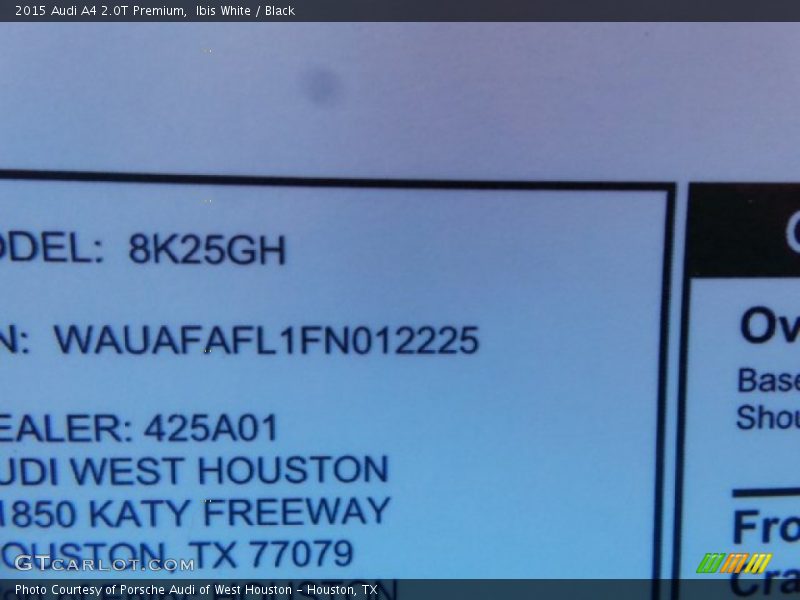 2015 Audi A4 2.0T Premium, Ibis White / Black
ODEL: 8K25GH
N: WAUAFAFL1FN012225
EALER: 425A01
UDI WEST HOUSTON
1850 KATY FREEWAY
OUSTON, TX 77079
Ov
Base
Shou
Fro
Cra
GTCARLOT.COM
Photo Courtesy of Porsche Audi of West Houston - Houston, TX